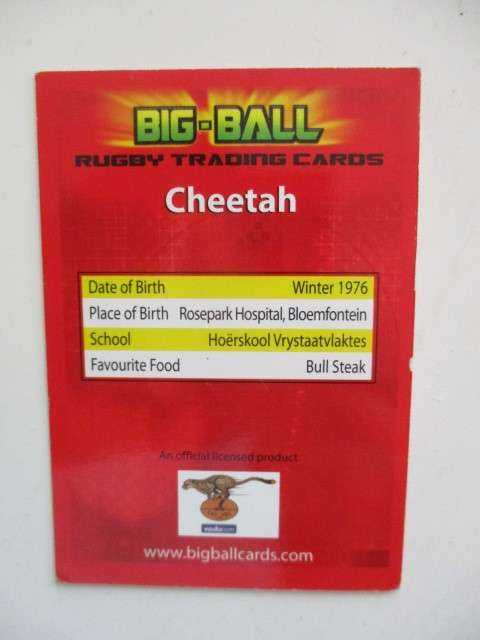 BIG-BALL
RUGBY TRADING CARDS
Cheetah
Date of Birth Winter 1976
Place of Birth Rosepark Hospital, Bloemfontein
School Hoërskool Vrystaatvlaktes
Favourite Food Bull Steak
An official licensed product
www.bigballcards.com